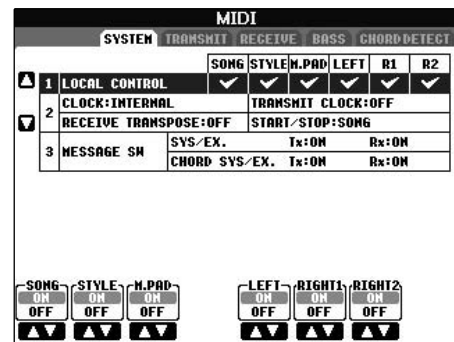 MIDI
SYSTEM TRANSMIT RECEIVE BASS CHORD DETECT
SONG STYLE M.PAD LEFT R1 R2
1 LOCAL CONTROL
2 CLOCK:INTERNAL TRANSMIT CLOCK:OFF
RECEIVE TRANSPOSE:OFF START/STOP:SONG
3 MESSAGE SW SYS/EX. Tx:ON Rx:ON
CHORD SYS/EX. Tx:ON Rx:ON
SONG STYLE M.PAD LEFT RIGHT1 RIGHT2
ON ON ON ON ON ON
OFF OFF OFF OFF OFF OFF